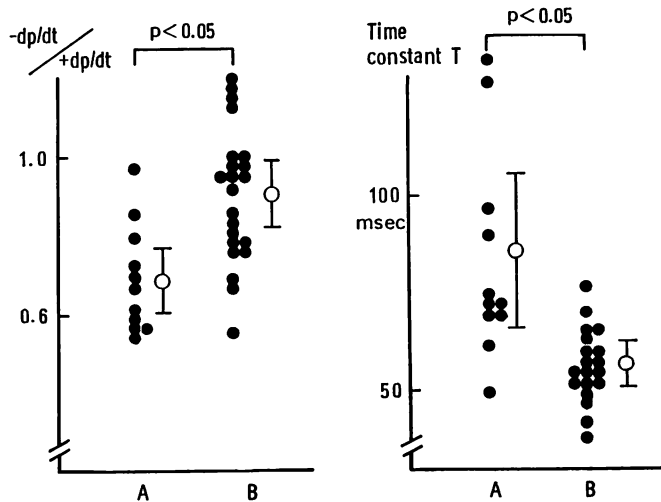 -dp/dt
+dp/dt
p<0.05
1.0
0.6
A B
Time
constant T
p<0.05
100
msec
50
A B